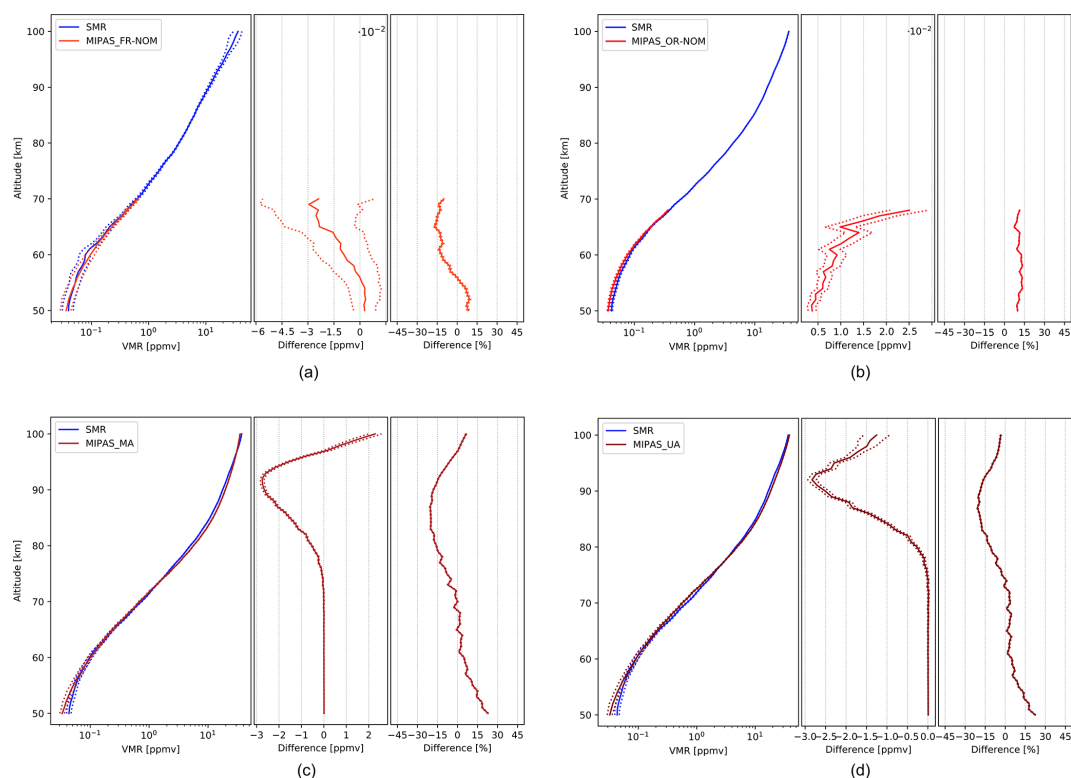 SMR
MIPAS_FR-NOM
·10⁻²
100
90
80
70
60
50
Altitude [km]
10⁻¹ 10⁰ 10¹
−6 −4.5 −3 −1.5 0
−45−30−15 0 15 30 45
VMR [ppmv]
Difference [ppmv]
Difference [%]
(a)
SMR
MIPAS_OR-NOM
·10⁻²
100
90
80
70
60
50
Altitude [km]
10⁻¹ 10⁰ 10¹
0.5 1.0 1.5 2.0 2.5
−45−30−15 0 15 30 45
VMR [ppmv]
Difference [ppmv]
Difference [%]
(b)
SMR
MIPAS_MA
100
90
80
70
60
50
Altitude [km]
10⁻¹ 10⁰ 10¹
−3 −2 −1 0 1 2
−45−30−15 0 15 30 45
VMR [ppmv]
Difference [ppmv]
Difference [%]
(c)
SMR
MIPAS_UA
100
90
80
70
60
50
Altitude [km]
10⁻¹ 10⁰ 10¹
−3.0−2.5−2.0−1.5−1.0−0.5 0.0
−45−30−15 0 15 30 45
VMR [ppmv]
Difference [ppmv]
Difference [%]
(d)